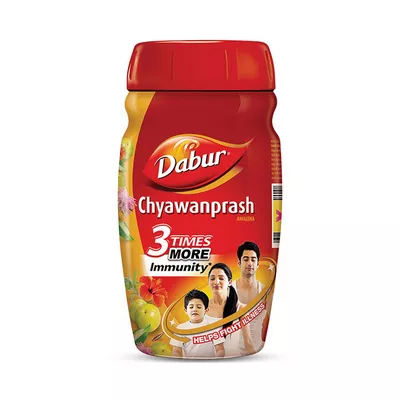 Dabur
Chyawanprash
AWALEHA
3 TIMES
MORE
Immunity*
HELPS FIGHT ILLNESS